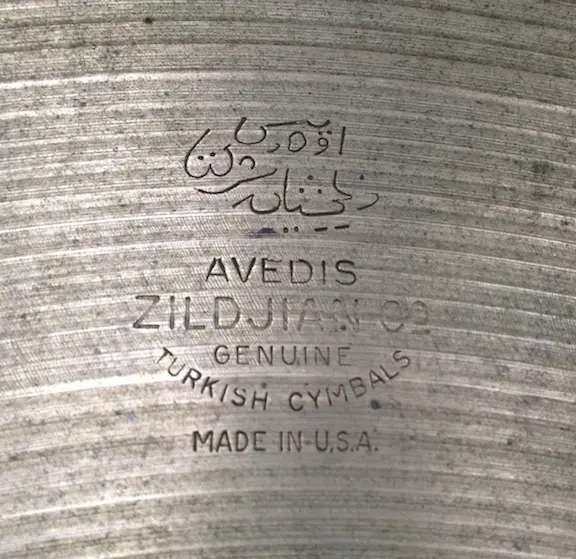 AVEDIS
ZILDJIAN CO
GENUINE
TURKISH CYMBALS
MADE IN U.S.A.